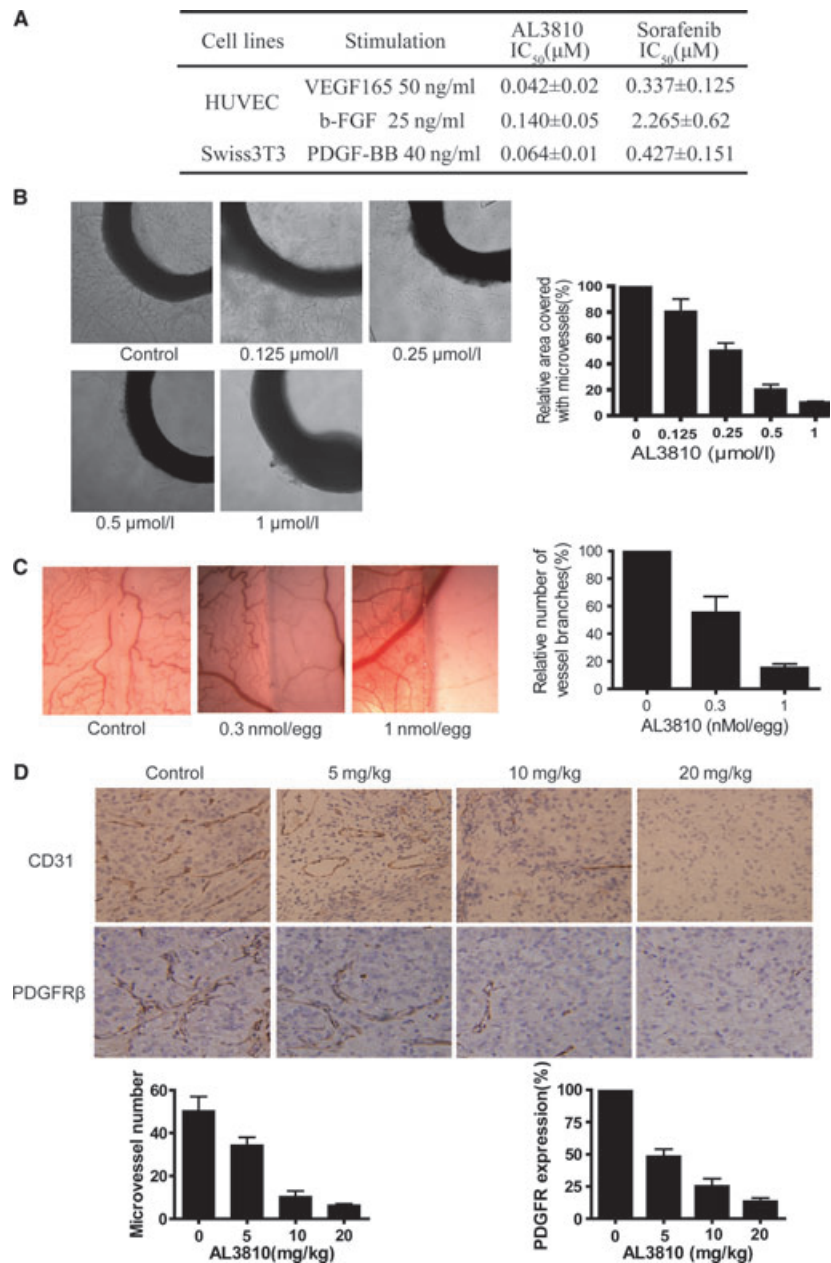 A
Cell lines Stimulation AL3810 IC50(μM) Sorafenib IC50(μM)
HUVEC VEGF165 50 ng/ml 0.042±0.02 0.337±0.125
b-FGF 25 ng/ml 0.140±0.05 2.265±0.62
Swiss3T3 PDGF-BB 40 ng/ml 0.064±0.01 0.427±0.151
B
Control 0.125 μmol/l 0.25 μmol/l
0.5 μmol/l 1 μmol/l
Relative area covered
with microvessels(%)
100
80
60
40
20
0
0 0.125 0.25 0.5 1
AL3810 (μmol/l)
C
Control 0.3 nmol/egg 1 nmol/egg
Relative number of
vessel branches(%)
100
80
60
40
20
0
0 0.3 1
AL3810 (nMol/egg)
D
Control 5 mg/kg 10 mg/kg 20 mg/kg
CD31
PDGFRβ
Microvessel number
60
40
20
0
0 5 10 20
AL3810(mg/kg)
PDGFR expression(%)
100
75
50
25
0
0 5 10 20
AL3810 (mg/kg)